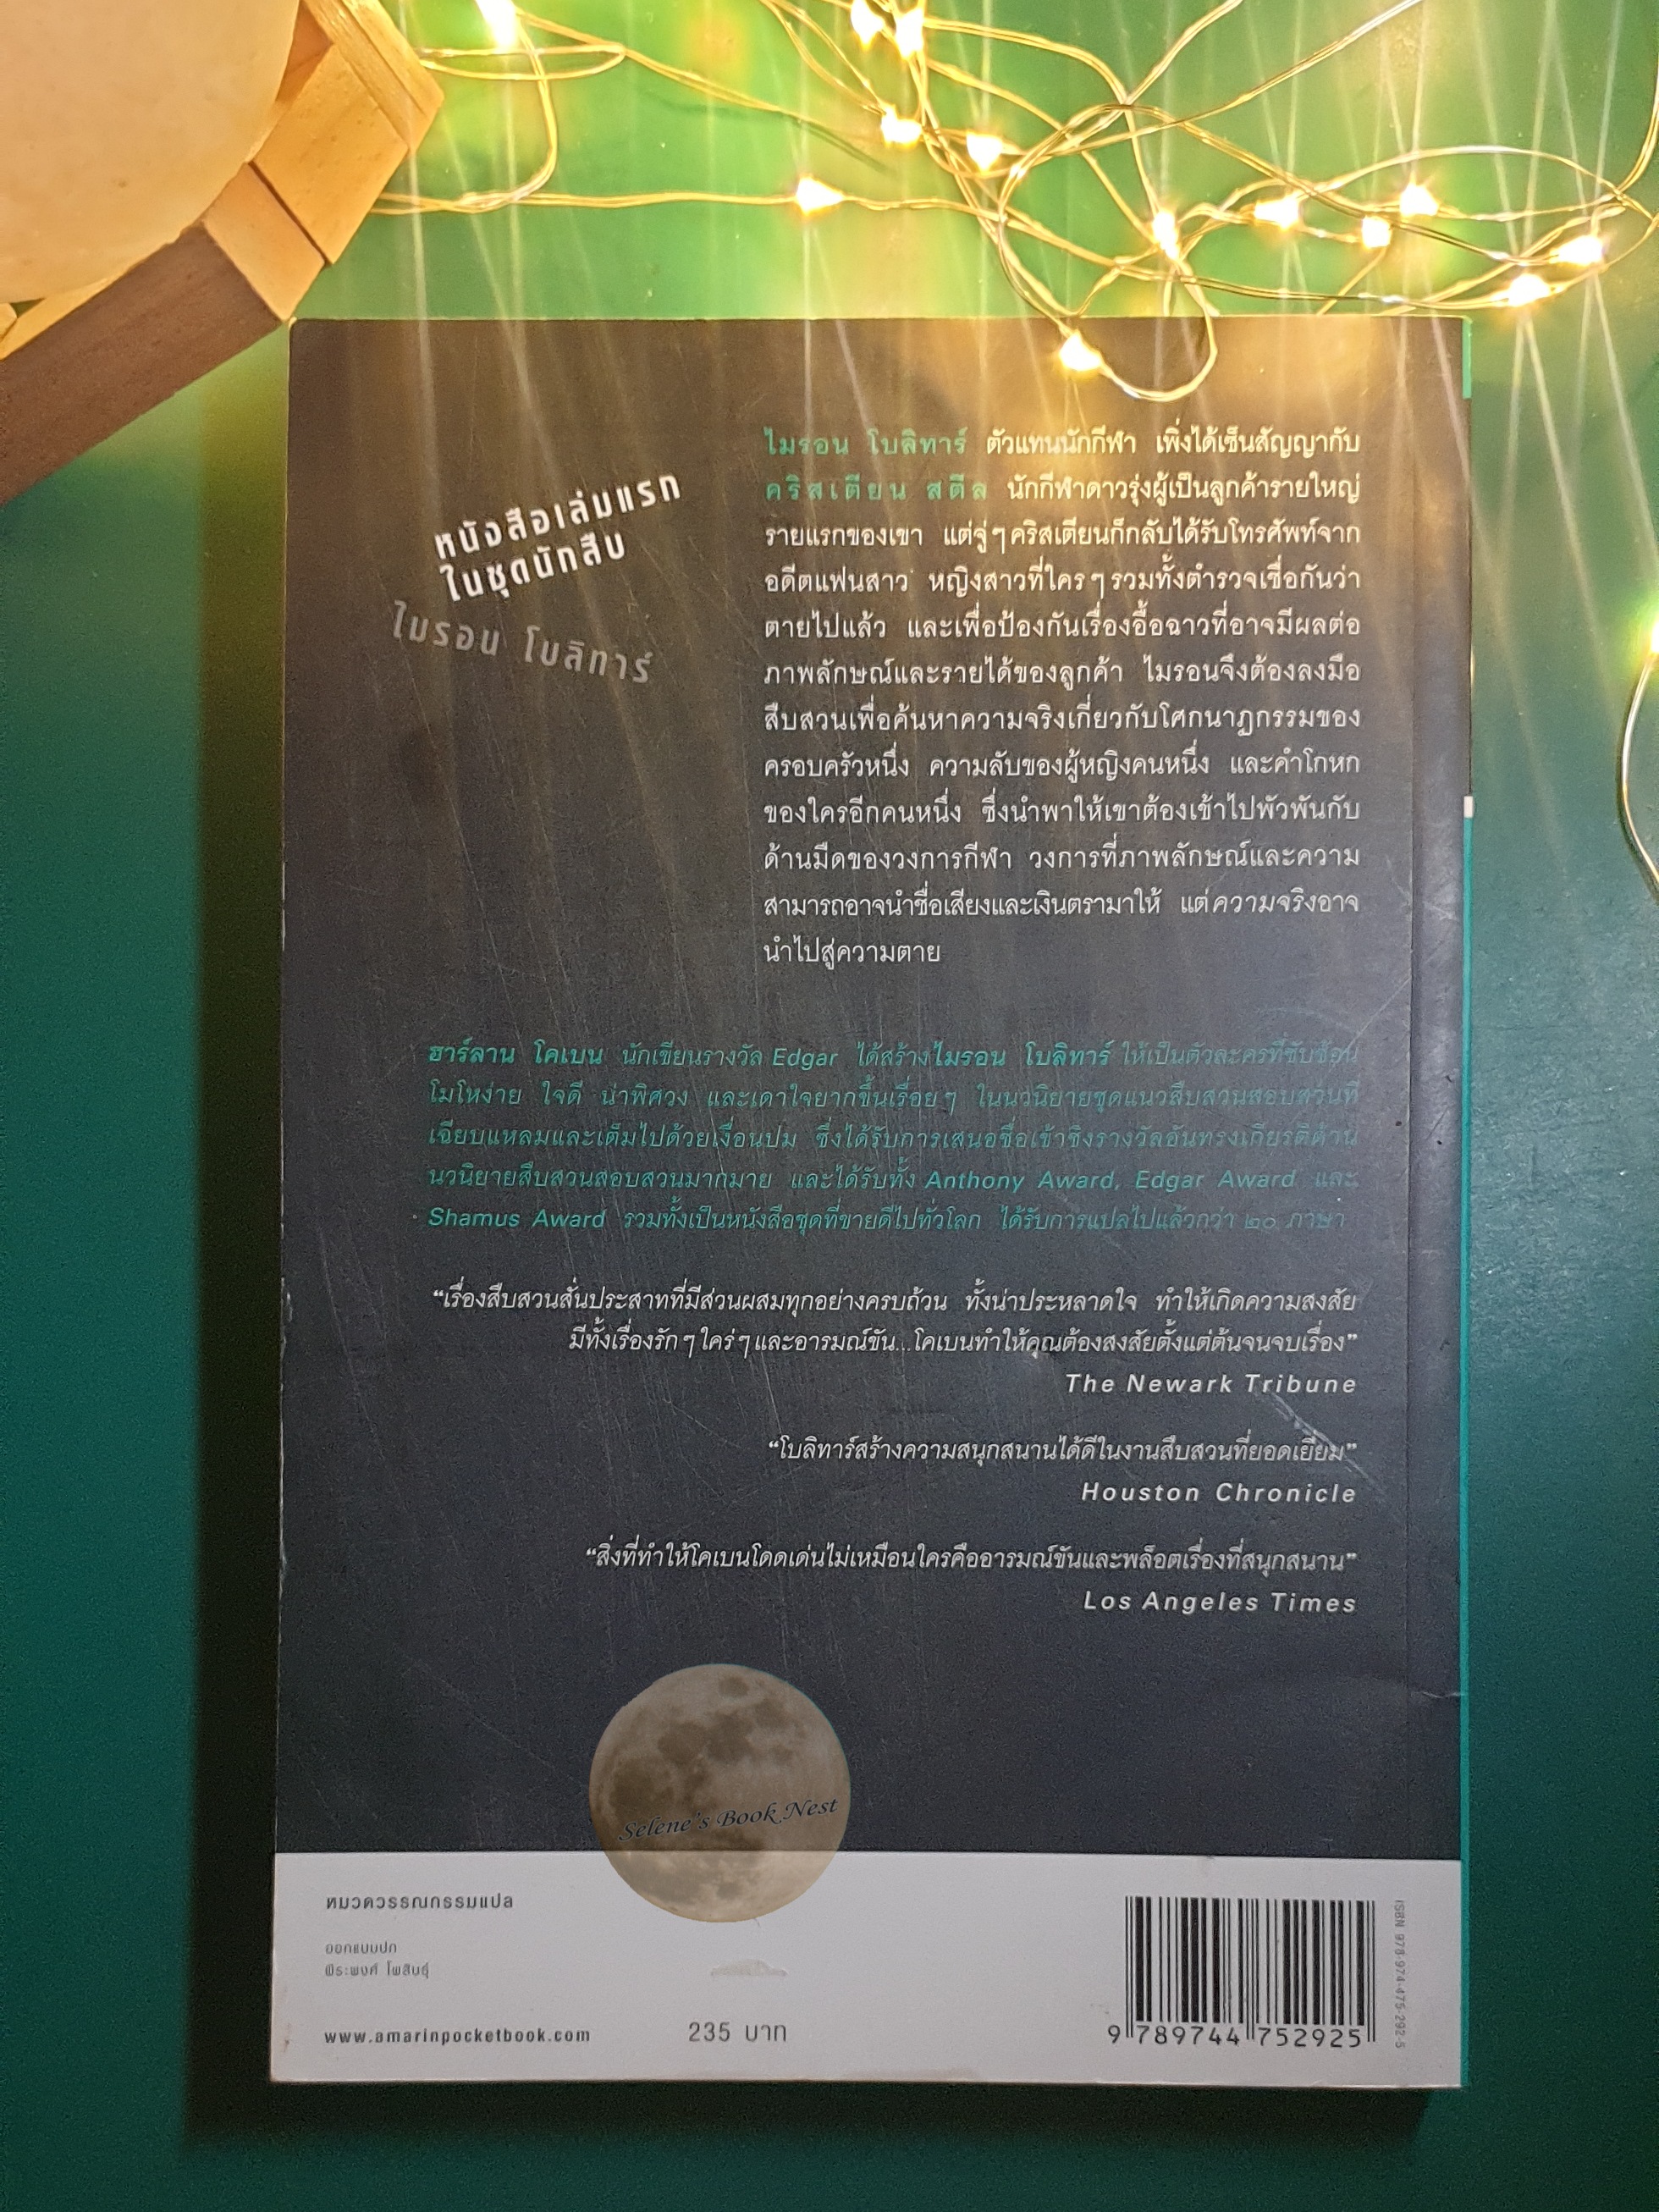 หนังสือเล่มแรก
ในชุดนักสืบ
ไมรอน โบลิทาร์
ไมรอน โบลิทาร์ ตัวแทนนักกีฬา เพิ่งได้เซ็นสัญญากับ
คริสเตียน สตีล นักกีฬาดาวรุ่งผู้เป็นลูกค้ารายใหญ่
รายแรกของเขา แต่จู่ๆคริสเตียนก็กลับได้รับโทรศัพท์จาก
อดีตแฟนสาว หญิงสาวที่ใครๆรวมทั้งตำรวจเชื่อกันว่า
ตายไปแล้ว และเพื่อป้องกันเรื่องอื้อฉาวที่อาจมีผลต่อ
ภาพลักษณ์และรายได้ของลูกค้า ไมรอนจึงต้องลงมือ
สืบสวนเพื่อค้นหาความจริงเกี่ยวกับโศกนาฏกรรมของ
ครอบครัวหนึ่ง ความลับของผู้หญิงคนหนึ่ง และคำโกหก
ของใครอีกคนหนึ่ง ซึ่งนำพาให้เขาต้องเข้าไปพัวพันกับ
ด้านมืดของวงการกีฬา วงการที่ภาพลักษณ์และความ
สามารถอาจนำชื่อเสียงและเงินตรามาให้ แต่ความจริงอาจ
นำไปสู่ความตาย
ฮาร์ลาน โคเบน นักเขียนรางวัล Edgar ได้สร้างไมรอน โบลิทาร์ ให้เป็นตัวละครที่ซับซ้อน
โมโหง่าย ใจดี น่าพิศวง และเดาใจยากขึ้นเรื่อยๆ ในนวนิยายชุดแนวสืบสวนสอบสวนที่
เฉียบแหลมและเต็มไปด้วยเงื่อนปม ซึ่งได้รับการเสนอชื่อเข้าชิงรางวัลอันทรงเกียรติด้าน
นวนิยายสืบสวนสอบสวนมากมาย และได้รับทั้ง Anthony Award, Edgar Award และ
Shamus Award รวมทั้งเป็นหนังสือชุดที่ขายดีไปทั่วโลก ได้รับการแปลไปแล้วกว่า ๒๐ ภาษา
“เรื่องสืบสวนสั่นประสาทที่มีส่วนผสมทุกอย่างครบถ้วน ทั้งน่าประหลาดใจ ทำให้เกิดความสงสัย
มีทั้งเรื่องรักๆใคร่ๆและอารมณ์ขัน...โคเบนทำให้คุณต้องสงสัยตั้งแต่ต้นจนจบเรื่อง”
The Newark Tribune
“โบลิทาร์สร้างความสนุกสนานได้ดีในงานสืบสวนที่ยอดเยี่ยม”
Houston Chronicle
“สิ่งที่ทำให้โคเบนโดดเด่นไม่เหมือนใครคืออารมณ์ขันและพล็อตเรื่องที่สนุกสนาน”
Los Angeles Times
Selene's Book Nest
หมวดวรรณกรรมแปล
ออกแบบปก
พีระพงศ์ โพสินธุ์
www.amarinpocketbook.com
235 บาท
9 789744 752925
ISBN 978-974-475-292-5